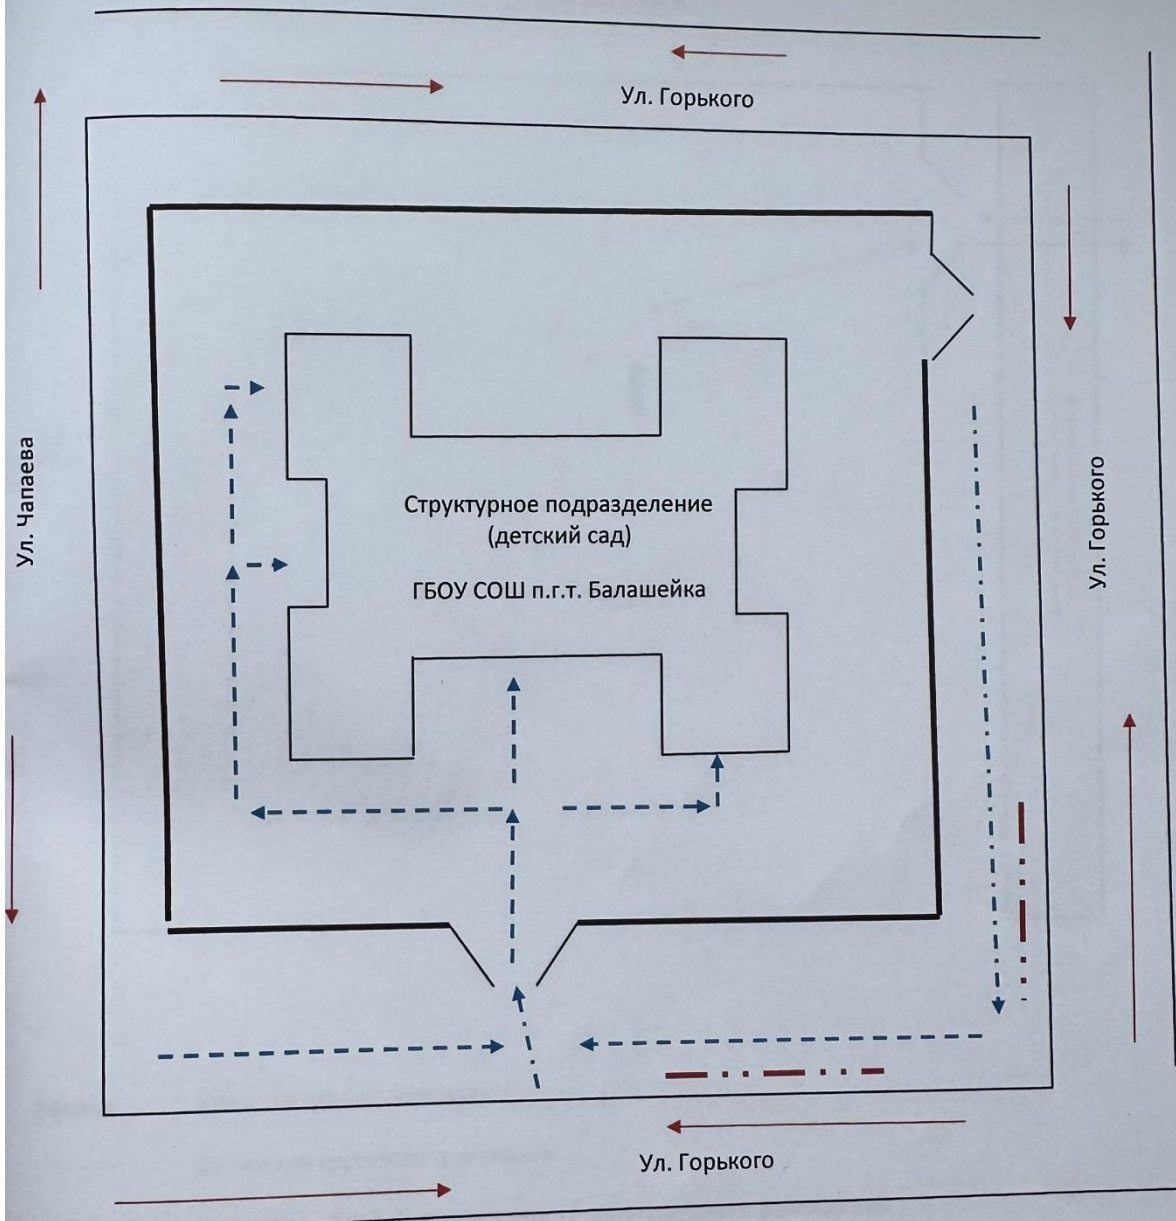 Ул. Горького
Ул. Чапаева
Структурное подразделение
(детский сад)
ГБОУ СОШ п.г.т. Балашейка
Ул. Горького
Ул. Горького